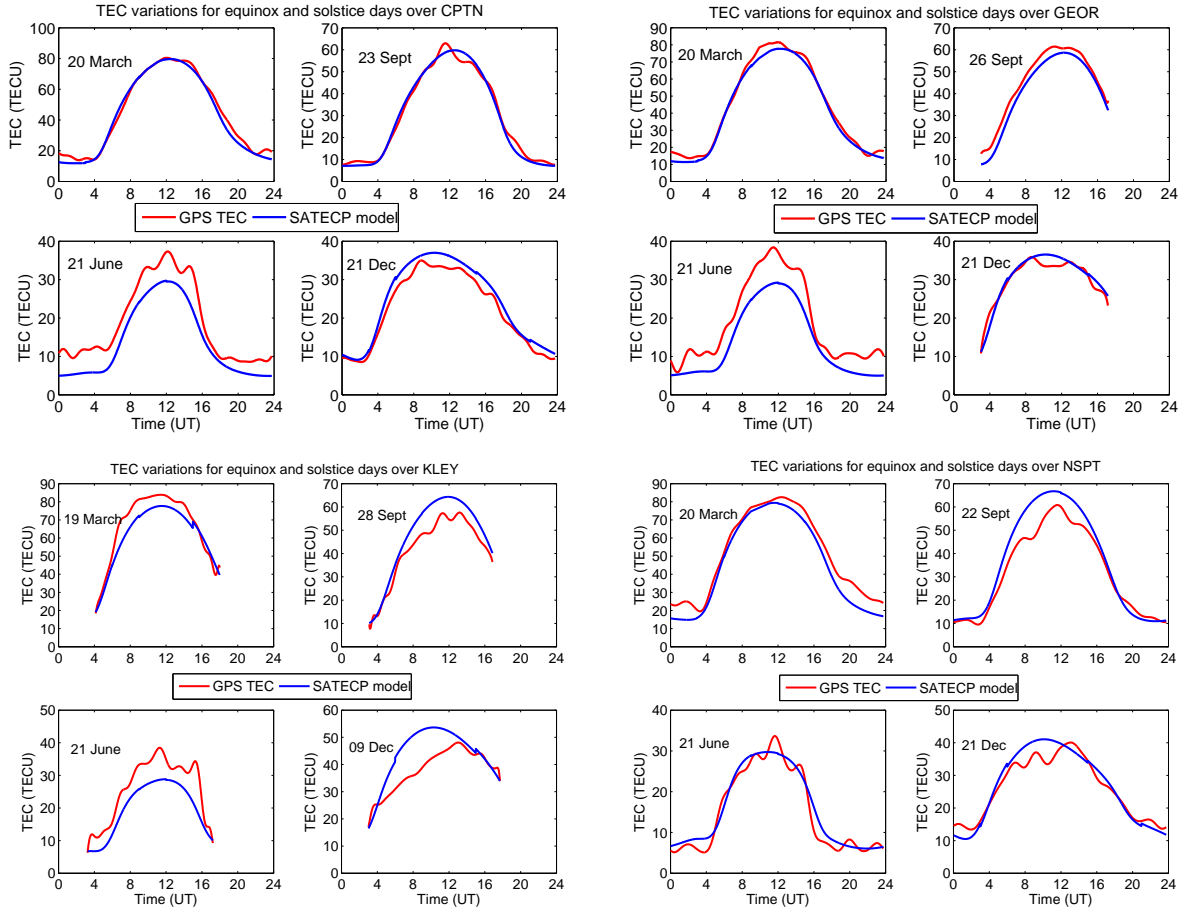 TEC variations for equinox and solstice days over CPTN
TEC (TECU)
100
80
60
40
20
0
20 March
0 4 8 12 16 20 24
TEC (TECU)
70
60
50
40
30
20
10
0
23 Sept
0 4 8 12 16 20 24
GPS TEC SATECP model
TEC (TECU)
40
30
20
10
0
21 June
0 4 8 12 16 20 24
Time (UT)
TEC (TECU)
40
30
20
10
0
21 Dec
0 4 8 12 16 20 24
Time (UT)
TEC variations for equinox and solstice days over GEOR
TEC (TECU)
90
80
70
60
50
40
30
20
10
0
20 March
0 4 8 12 16 20 24
TEC (TECU)
70
60
50
40
30
20
10
0
26 Sept
0 4 8 12 16 20 24
GPS TEC SATECP model
TEC (TECU)
40
30
20
10
0
21 June
0 4 8 12 16 20 24
Time (UT)
TEC (TECU)
40
30
20
10
0
21 Dec
0 4 8 12 16 20 24
Time (UT)
TEC variations for equinox and solstice days over KLEY
TEC (TECU)
90
80
70
60
50
40
30
20
10
0
19 March
0 4 8 12 16 20 24
TEC (TECU)
70
60
50
40
30
20
10
0
28 Sept
0 4 8 12 16 20 24
GPS TEC SATECP model
TEC (TECU)
50
40
30
20
10
0
21 June
0 4 8 12 16 20 24
Time (UT)
TEC (TECU)
60
50
40
30
20
10
0
09 Dec
0 4 8 12 16 20 24
Time (UT)
TEC variations for equinox and solstice days over NSPT
TEC (TECU)
90
80
70
60
50
40
30
20
10
0
20 March
0 4 8 12 16 20 24
TEC (TECU)
70
60
50
40
30
20
10
0
22 Sept
0 4 8 12 16 20 24
GPS TEC SATECP model
TEC (TECU)
40
30
20
10
0
21 June
0 4 8 12 16 20 24
Time (UT)
TEC (TECU)
50
40
30
20
10
0
21 Dec
0 4 8 12 16 20 24
Time (UT)